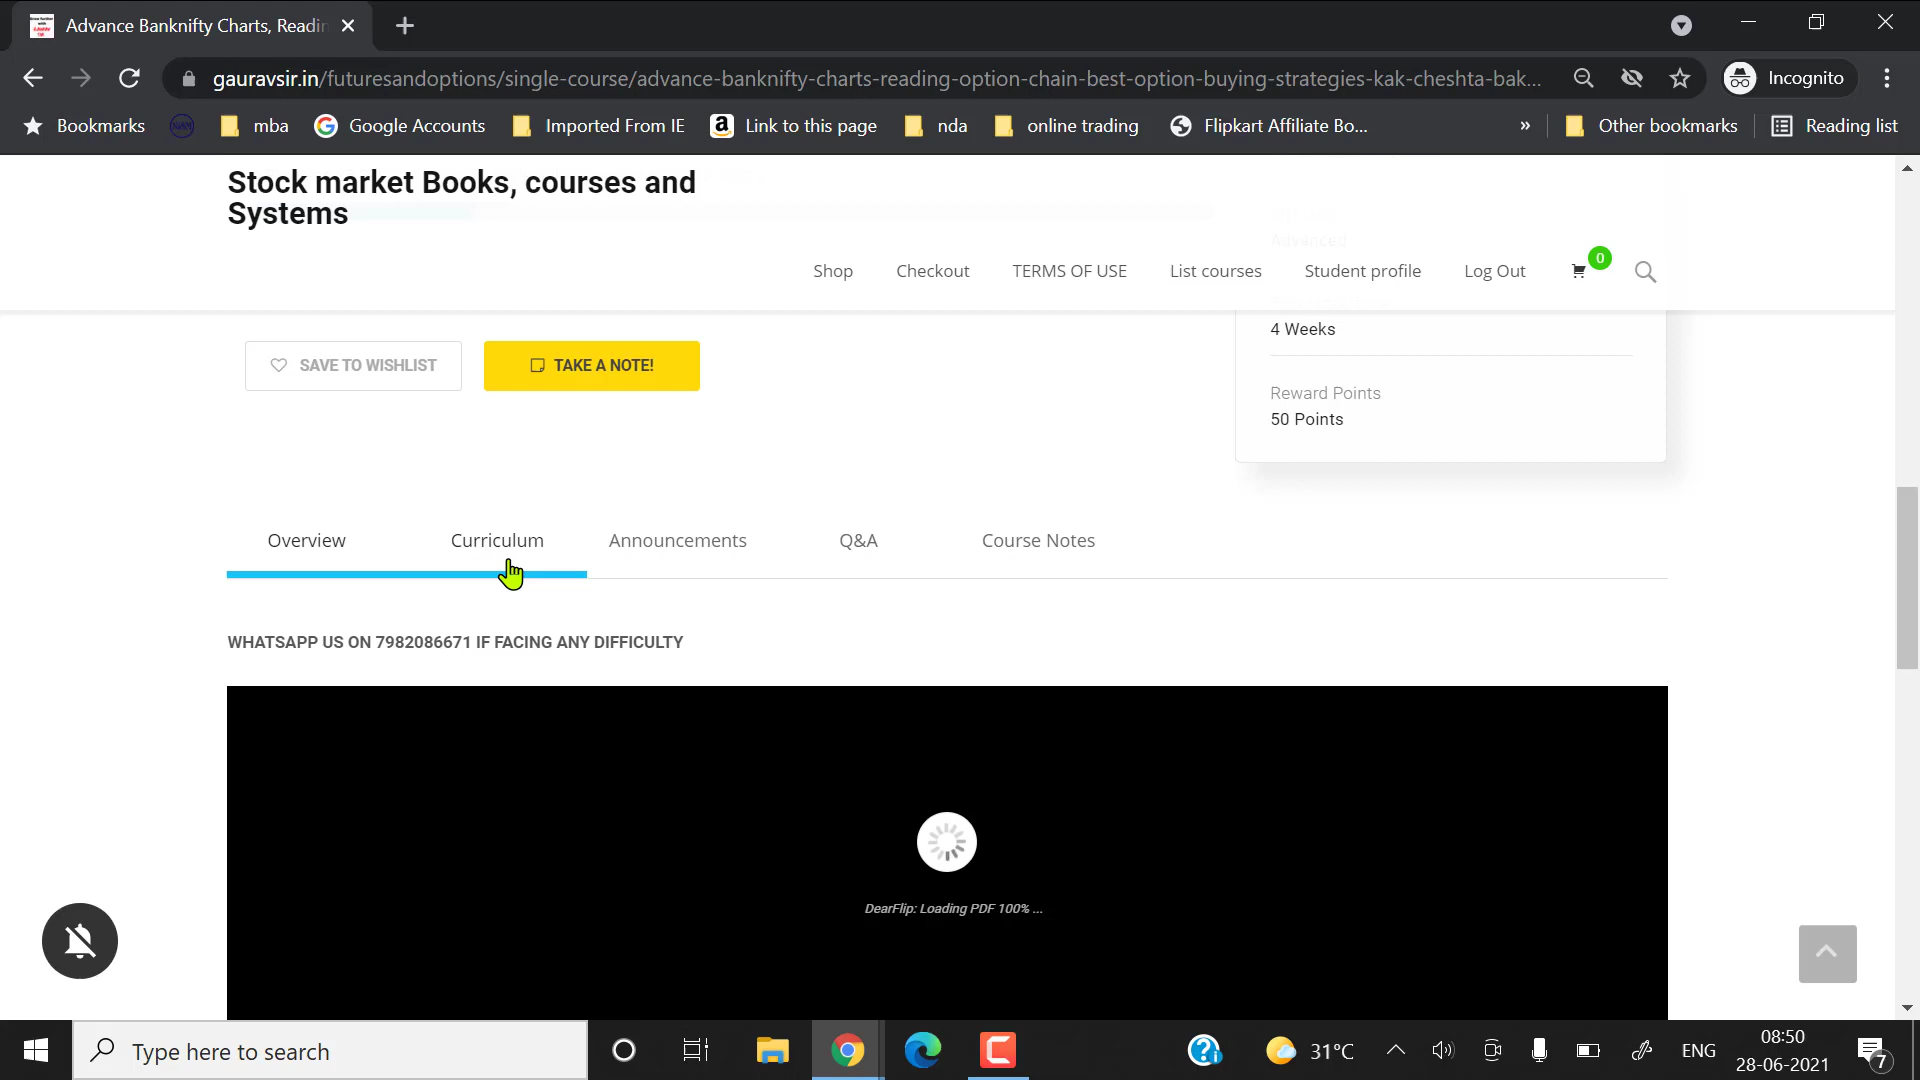 Advance Banknifty Charts, Readin
gauravsir.in/futuresandoptions/single-course/advance-banknifty-charts-reading-option-chain-best-option-buying-strategies-kak-cheshta-bak...
Incognito
Bookmarks
mba
Google Accounts
Imported From IE
Link to this page
nda
online trading
Flipkart Affiliate Bo...
»
Other bookmarks
Reading list
Stock market Books, courses and
Systems
Advanced
Shop
Checkout
TERMS OF USE
List courses
Student profile
Log Out
0
4 Weeks
SAVE TO WISHLIST
TAKE A NOTE!
Reward Points
50 Points
Overview
Curriculum
Announcements
Q&A
Course Notes
WHATSAPP US ON 7982086671 IF FACING ANY DIFFICULTY
DearFlip: Loading PDF 100% ...
Type here to search
31°C
ENG
08:50
28-06-2021
7